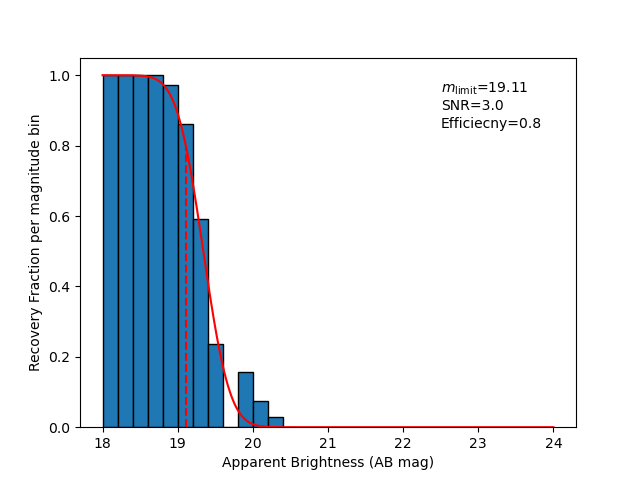 m_limit=19.11
SNR=3.0
Efficiecny=0.8
Recovery Fraction per magnitude bin
1.0
0.8
0.6
0.4
0.2
0.0
18 19 20 21 22 23 24
Apparent Brightness (AB mag)